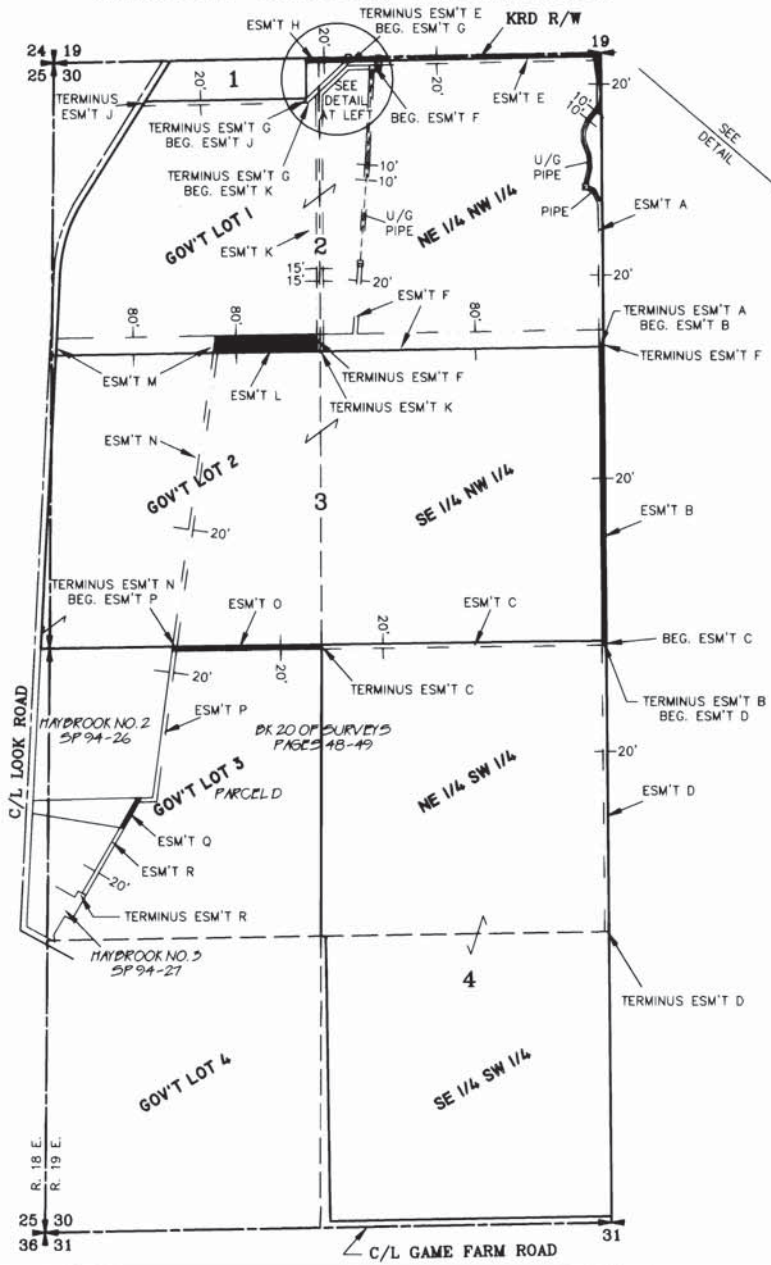 ESM'T H
TERMINUS ESM'T E
BEG. ESM'T G
KRD R/W
24 19
25 30
19
20'
1
20'
TERMINUS
ESM'T J
TERMINUS ESM'T G
BEG. ESM'T J
TERMINUS ESM'T G
BEG. ESM'T K
SEE
DETAIL
AT LEFT
20'
ESM'T E
BEG. ESM'T F
20'
10'
10'
SEE
DETAIL
10'
10'
U/G
PIPE
PIPE
GOV'T LOT 1
ESM'T K
2
U/G
PIPE
NE 1/4 NW 1/4
ESM'T A
15'
15'
20'
20'
ESM'T F
80'
80'
80'
TERMINUS ESM'T A
BEG. ESM'T B
TERMINUS ESM'T F
ESM'T M
ESM'T L
TERMINUS ESM'T F
TERMINUS ESM'T K
ESM'T N
GOV'T LOT 2
3
SE 1/4 NW 1/4
20'
ESM'T B
20'
TERMINUS ESM'T N
BEG. ESM'T P
ESM'T O
20'
ESM'T C
BEG. ESM'T C
20'
20'
TERMINUS ESM'T C
TERMINUS ESM'T B
BEG. ESM'T D
C/L LOOK ROAD
HAYBROOK NO. 2
SP 94-26
ESM'T P
BK 20 OF SURVEYS
PAGES 48-49
20'
GOV'T LOT 3
PARCEL D
NE 1/4 SW 1/4
ESM'T D
ESM'T Q
ESM'T R
20'
TERMINUS ESM'T R
HAYBROOK NO. 3
SP 94-27
4
TERMINUS ESM'T D
GOV'T LOT 4
SE 1/4 SW 1/4
R. 18 E.
R. 19 E.
25 30
36 31
31
C/L GAME FARM ROAD